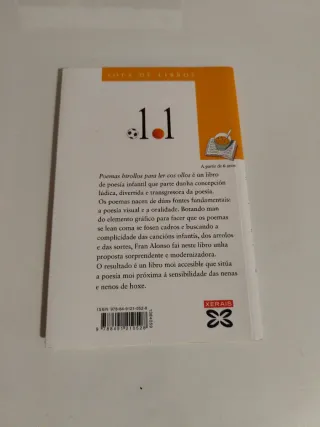 SOPA DE LIBROS
1.1
A partir de 6 anos
Poemas birollos para ler cos ollos é un libro
de poesía infantil que parte dunha concepción
lúdica, divertida e transgresora da poesía.
Os poemas nacen de dúas fontes fundamentais:
a poesía visual e a oralidade. Botando man
do elemento gráfico para facer que os poemas
se lean coma se fosen cadros e buscando a
complicidade das cancións infantís, dos arrolos
e das sortes, Fran Alonso fai neste libro unha
proposta sorprendente e modernizadora.
O resultado é un libro moi accesible que sitúa
a poesía moi próxima á sensibilidade das nenas
e nenos de hoxe.
XERAIS